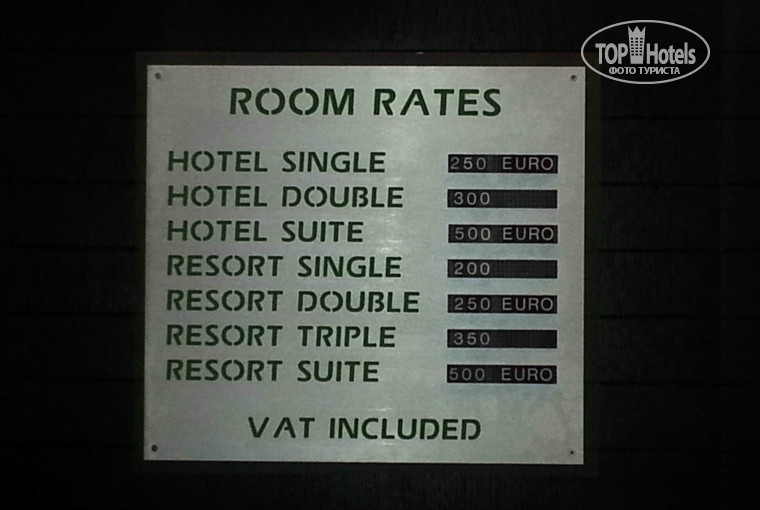 TOP Hotels
ФОТО ТУРИСТА
ROOM RATES
HOTEL SINGLE 250 EURO
HOTEL DOUBLE 300
HOTEL SUITE 500 EURO
RESORT SINGLE 200
RESORT DOUBLE 250 EURO
RESORT TRIPLE 350
RESORT SUITE 500 EURO
VAT INCLUDED